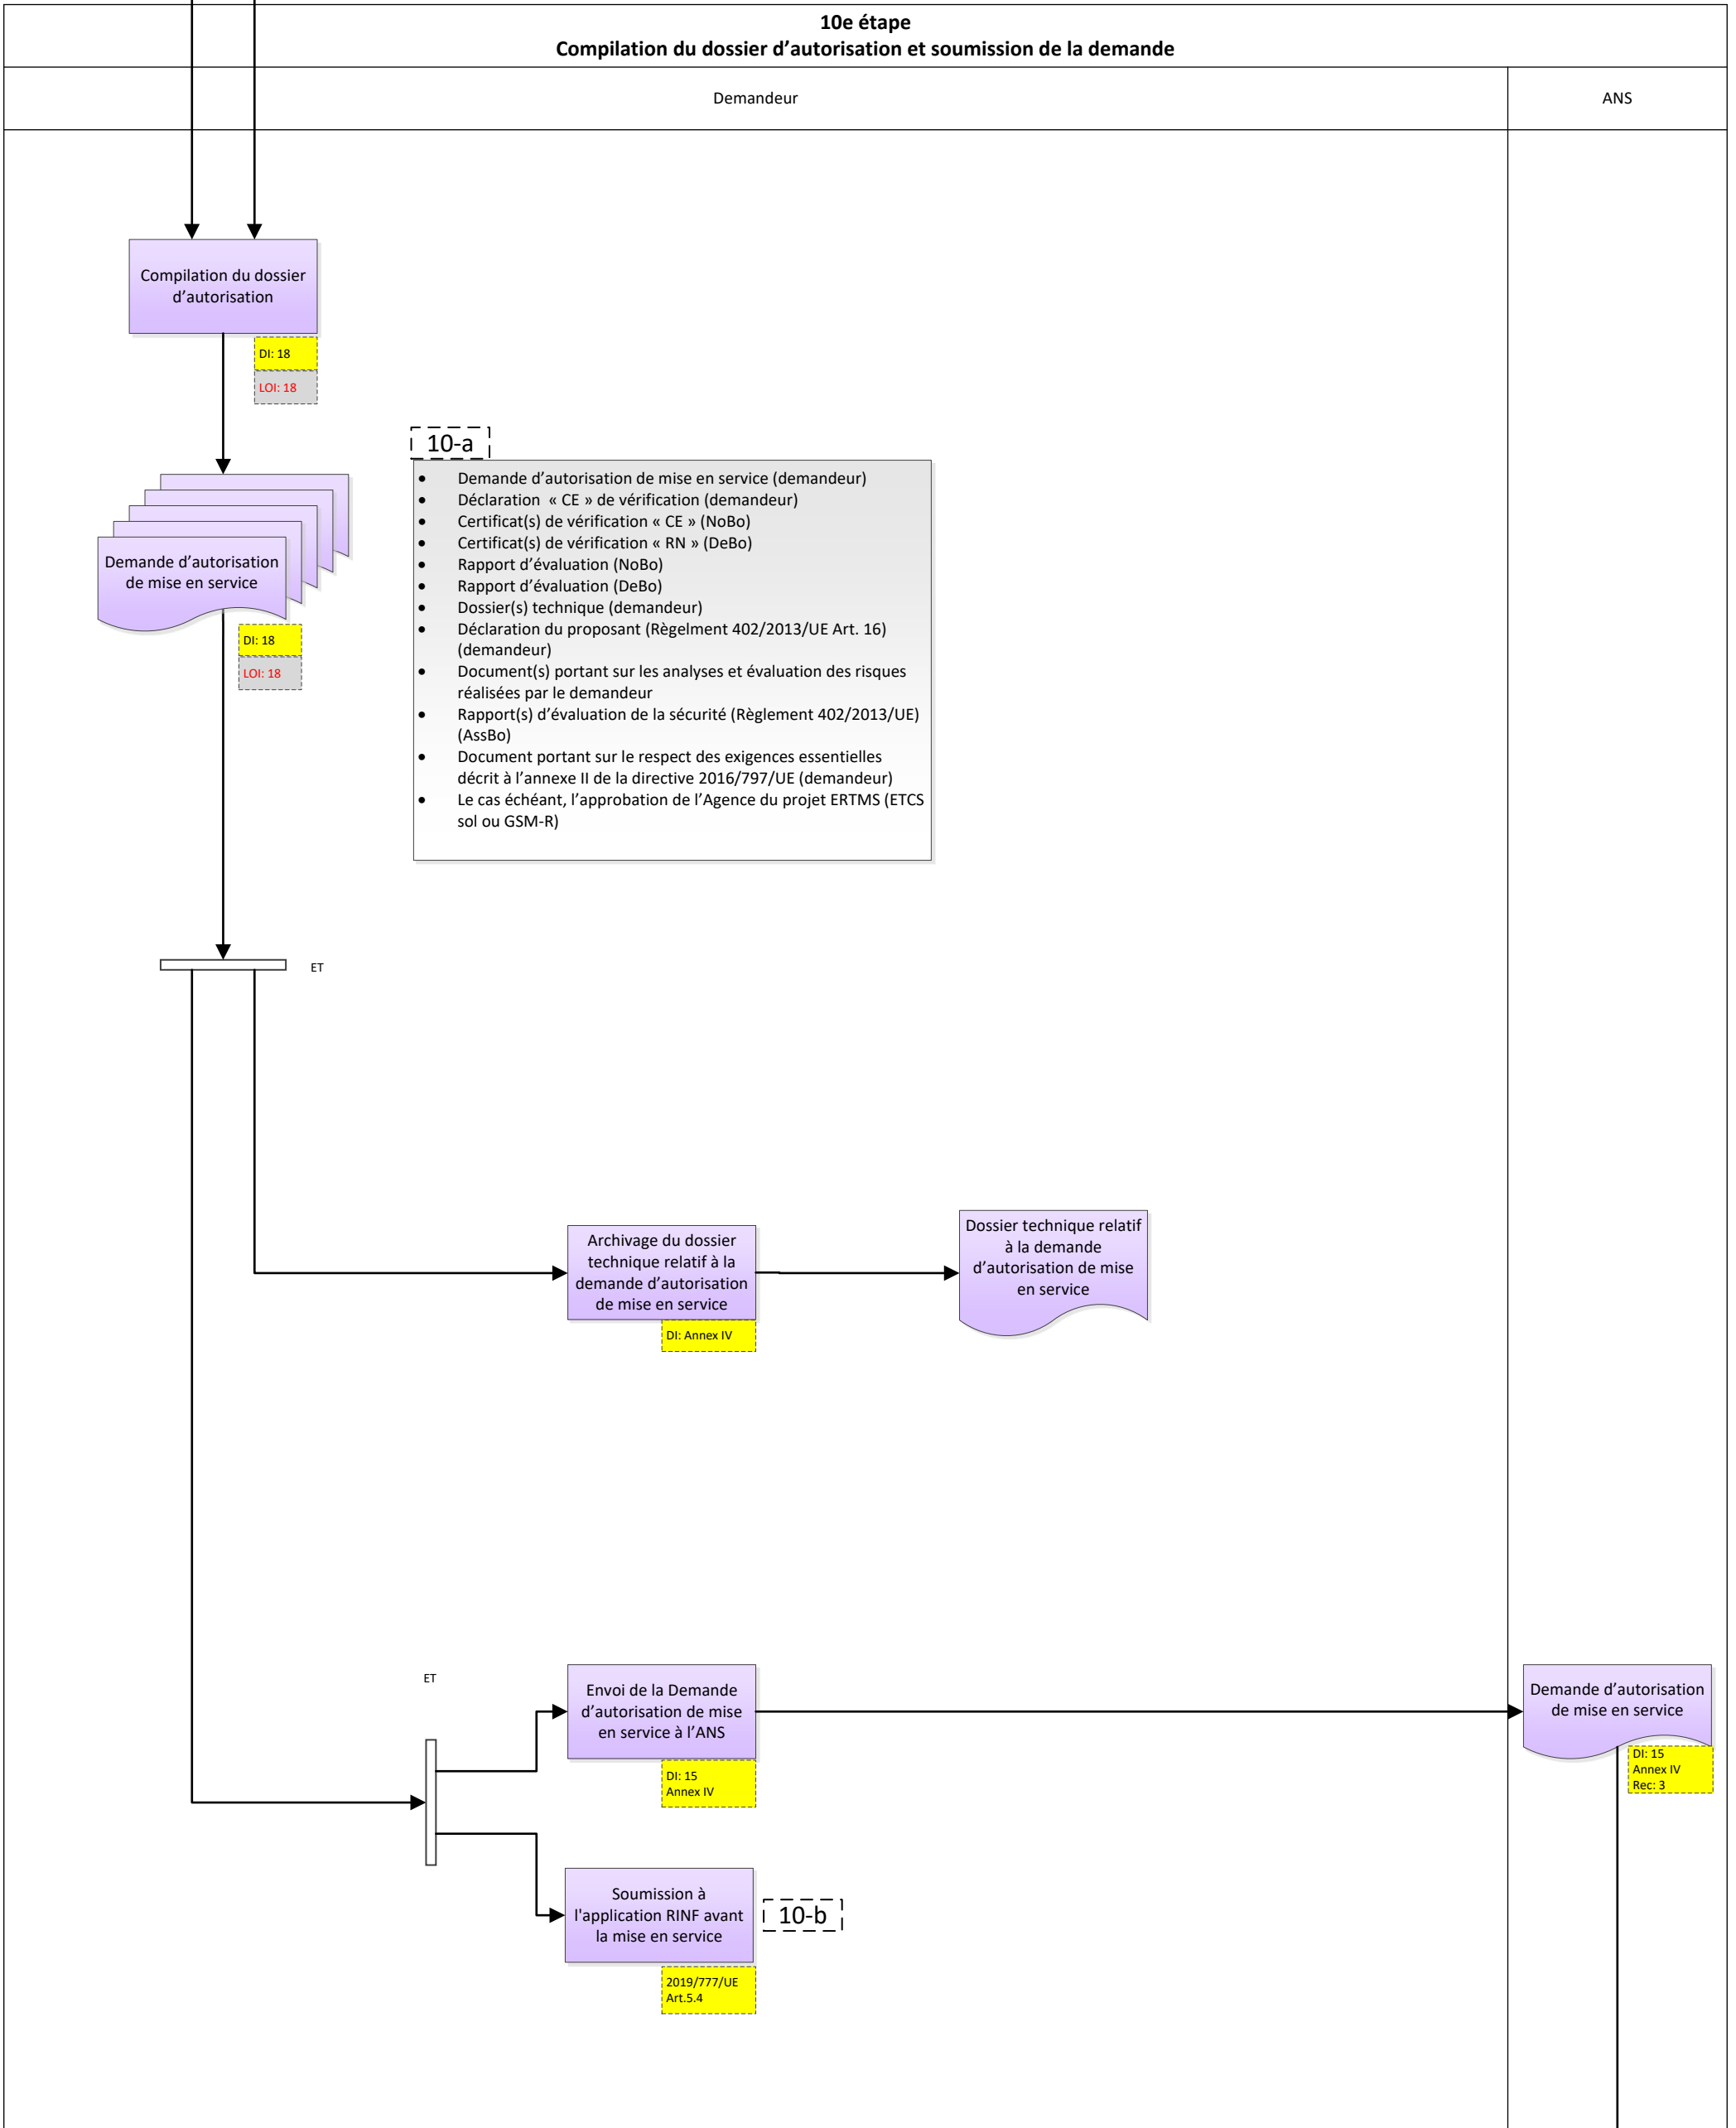 10e étape
Compilation du dossier d’autorisation et soumission de la demande
Demandeur
ANS
Compilation du dossier
d’autorisation
DI: 18
LOI: 18
10-a
Demande d’autorisation
de mise en service
DI: 18
LOI: 18
• Demande d’autorisation de mise en service (demandeur)
• Déclaration « CE » de vérification (demandeur)
• Certificat(s) de vérification « CE » (NoBo)
• Certificat(s) de vérification « RN » (DeBo)
• Rapport d’évaluation (NoBo)
• Rapport d’évaluation (DeBo)
• Dossier(s) technique (demandeur)
• Déclaration du proposant (Règelment 402/2013/UE Art. 16)
(demandeur)
• Document(s) portant sur les analyses et évaluation des risques
réalisées par le demandeur
• Rapport(s) d’évaluation de la sécurité (Règlement 402/2013/UE)
(AssBo)
• Document portant sur le respect des exigences essentielles
décrit à l’annexe II de la directive 2016/797/UE (demandeur)
• Le cas échéant, l’approbation de l’Agence du projet ERTMS (ETCS
sol ou GSM-R)
ET
Archivage du dossier
technique relatif à la
demande d’autorisation
de mise en service
DI: Annex IV
Dossier technique relatif
à la demande
d’autorisation de mise
en service
ET
Envoi de la Demande
d’autorisation de mise
en service à l’ANS
DI: 15
Annex IV
Demande d’autorisation
de mise en service
DI: 15
Annex IV
Rec: 3
Soumission à
l'application RINF avant
la mise en service
10-b
2019/777/UE
Art.5.4